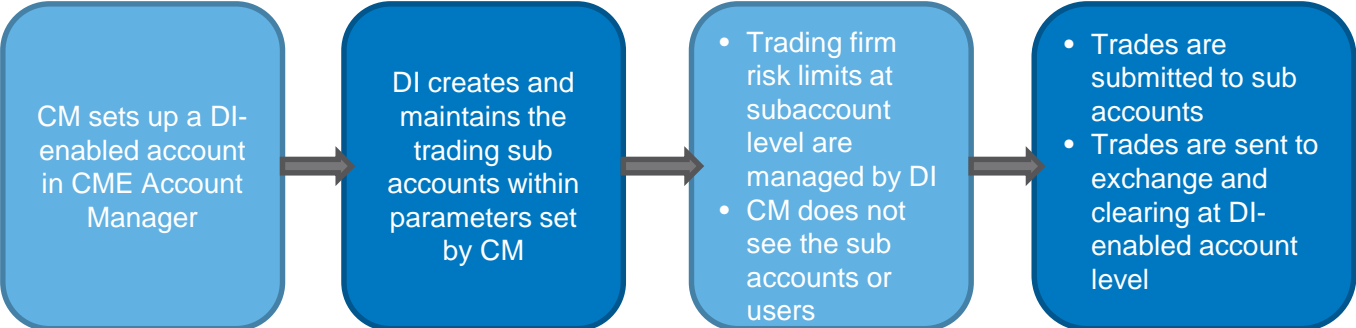 CM sets up a DI-
enabled account
in CME Account
Manager
DI creates and
maintains the
trading sub
accounts within
parameters set
by CM
• Trading firm
risk limits at
subaccount
level are
managed by DI
• CM does not
see the sub
accounts or
users
• Trades are
submitted to sub
accounts
• Trades are sent to
exchange and
clearing at DI-
enabled account
level